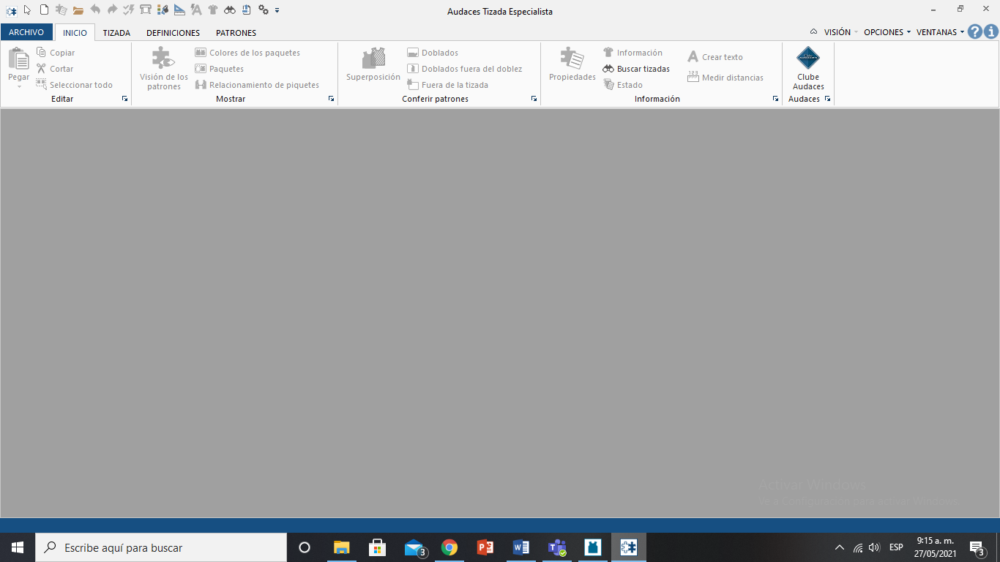 Audaces Tizada Especialista
ARCHIVO INICIO TIZADA DEFINICIONES PATRONES VISIÓN OPCIONES VENTANAS
Pegar
Copiar
Cortar
Seleccionar todo
Editar
Visión de los patrones
Colores de los paquetes
Paquetes
Relacionamiento de piquetes
Mostrar
Superposición
Doblados
Doblados fuera del doblez
Fuera de la tizada
Conferir patrones
Propiedades
Información
Buscar tizadas
Estado
Crear texto
123
Medir distancias
Información
Clube
Audaces
Audaces
Activar Windows
Ve a Configuración para activar Windows.
Escribe aquí para buscar
3
ESP
9:15 a. m.
27/05/2021
3